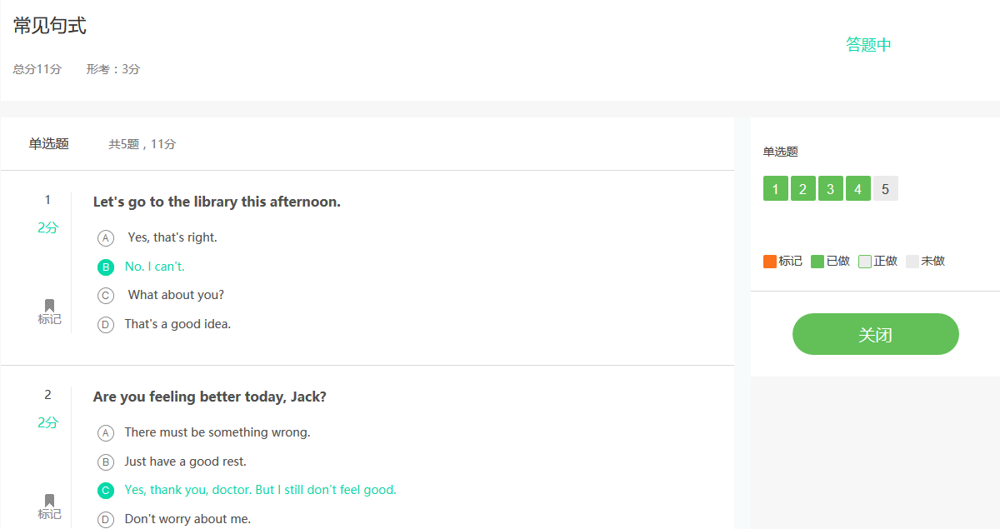 常见句式
答题中
总分11分 形考：3分
单选题 共5题，11分
1
2分
标记
Let's go to the library this afternoon.
A Yes, that's right.
B No. I can't.
C What about you?
D That's a good idea.
2
2分
标记
Are you feeling better today, Jack?
A There must be something wrong.
B Just have a good rest.
C Yes, thank you, doctor. But I still don't feel good.
D Don't worry about me.
单选题
1 2 3 4 5
标记 已做 正做 未做
关闭